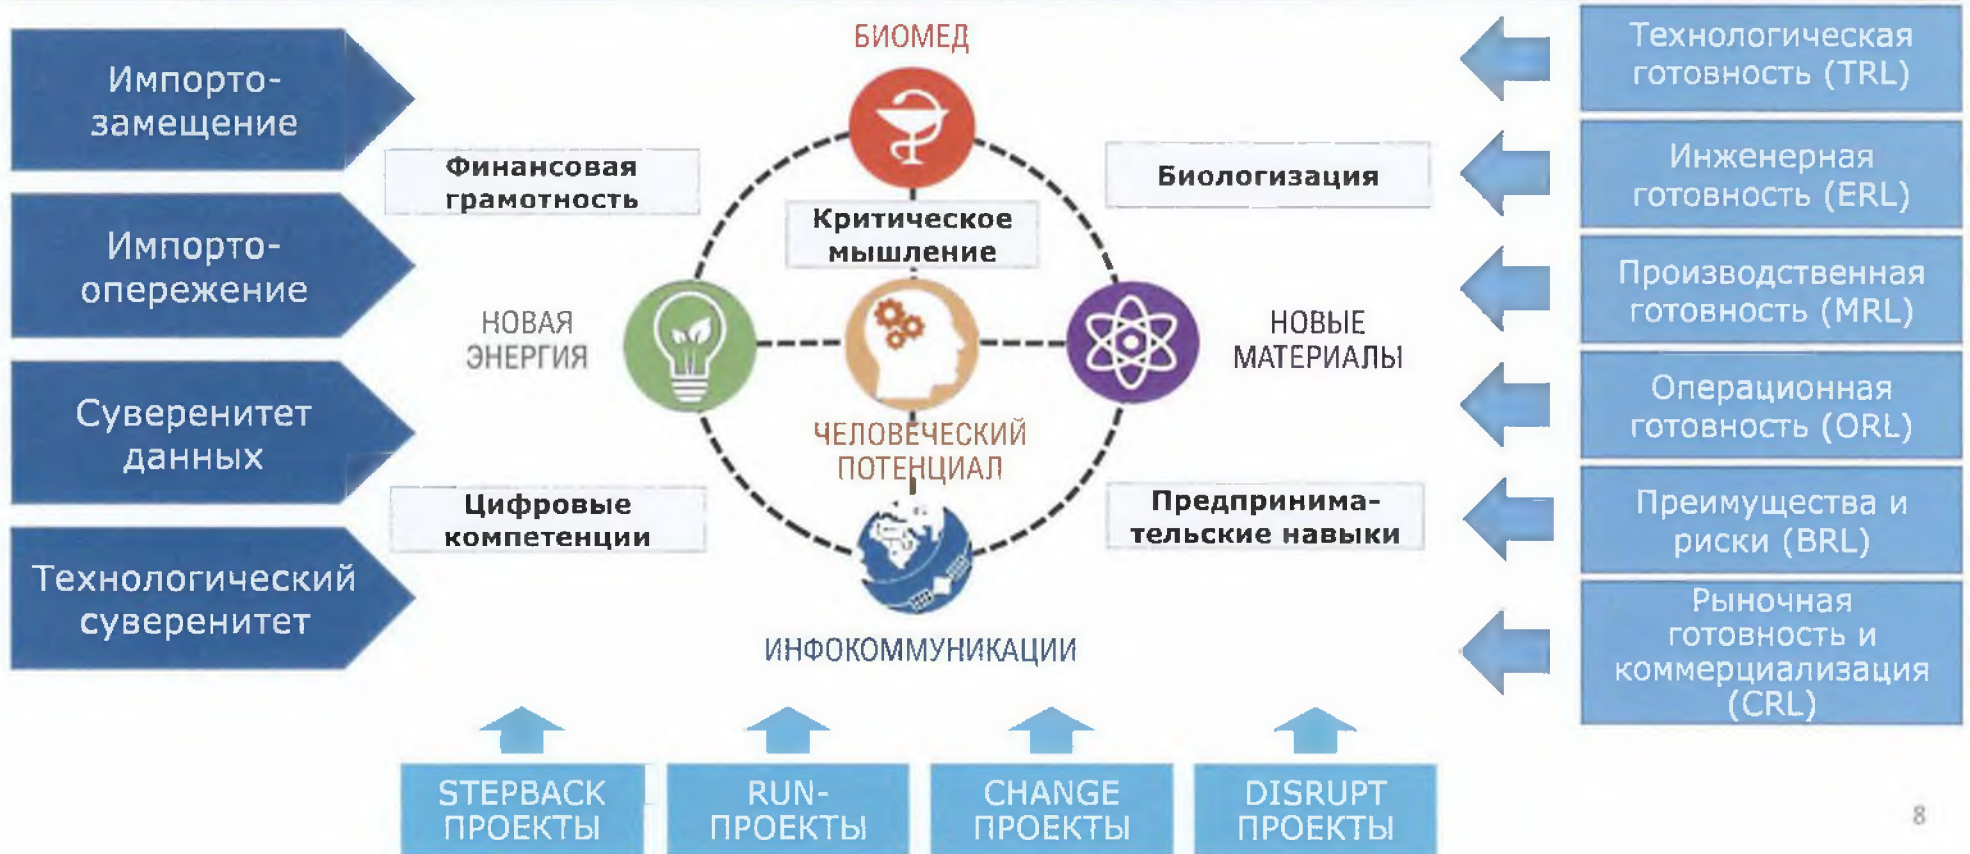 Импорто-
замещение
Импорто-
опережение
Суверенитет
данных
Технологический
суверенитет
БИОМЕД
Финансовая
грамотность
Критическое
мышление
Биологизация
НОВАЯ
ЭНЕРГИЯ
НОВЫЕ
МАТЕРИАЛЫ
ЧЕЛОВЕЧЕСКИЙ
ПОТЕНЦИАЛ
Цифровые
компетенции
Предпринима-
тельские навыки
ИНФОКОММУНИКАЦИИ
Технологическая
готовность (TRL)
Инженерная
готовность (ERL)
Производственная
готовность (MRL)
Операционная
готовность (ORL)
Преимущества и
риски (BRL)
Рыночная
готовность и
коммерциализация
(CRL)
STEPBACK
ПРОЕКТЫ
RUN-
ПРОЕКТЫ
CHANGE
ПРОЕКТЫ
DISRUPT
ПРОЕКТЫ
8